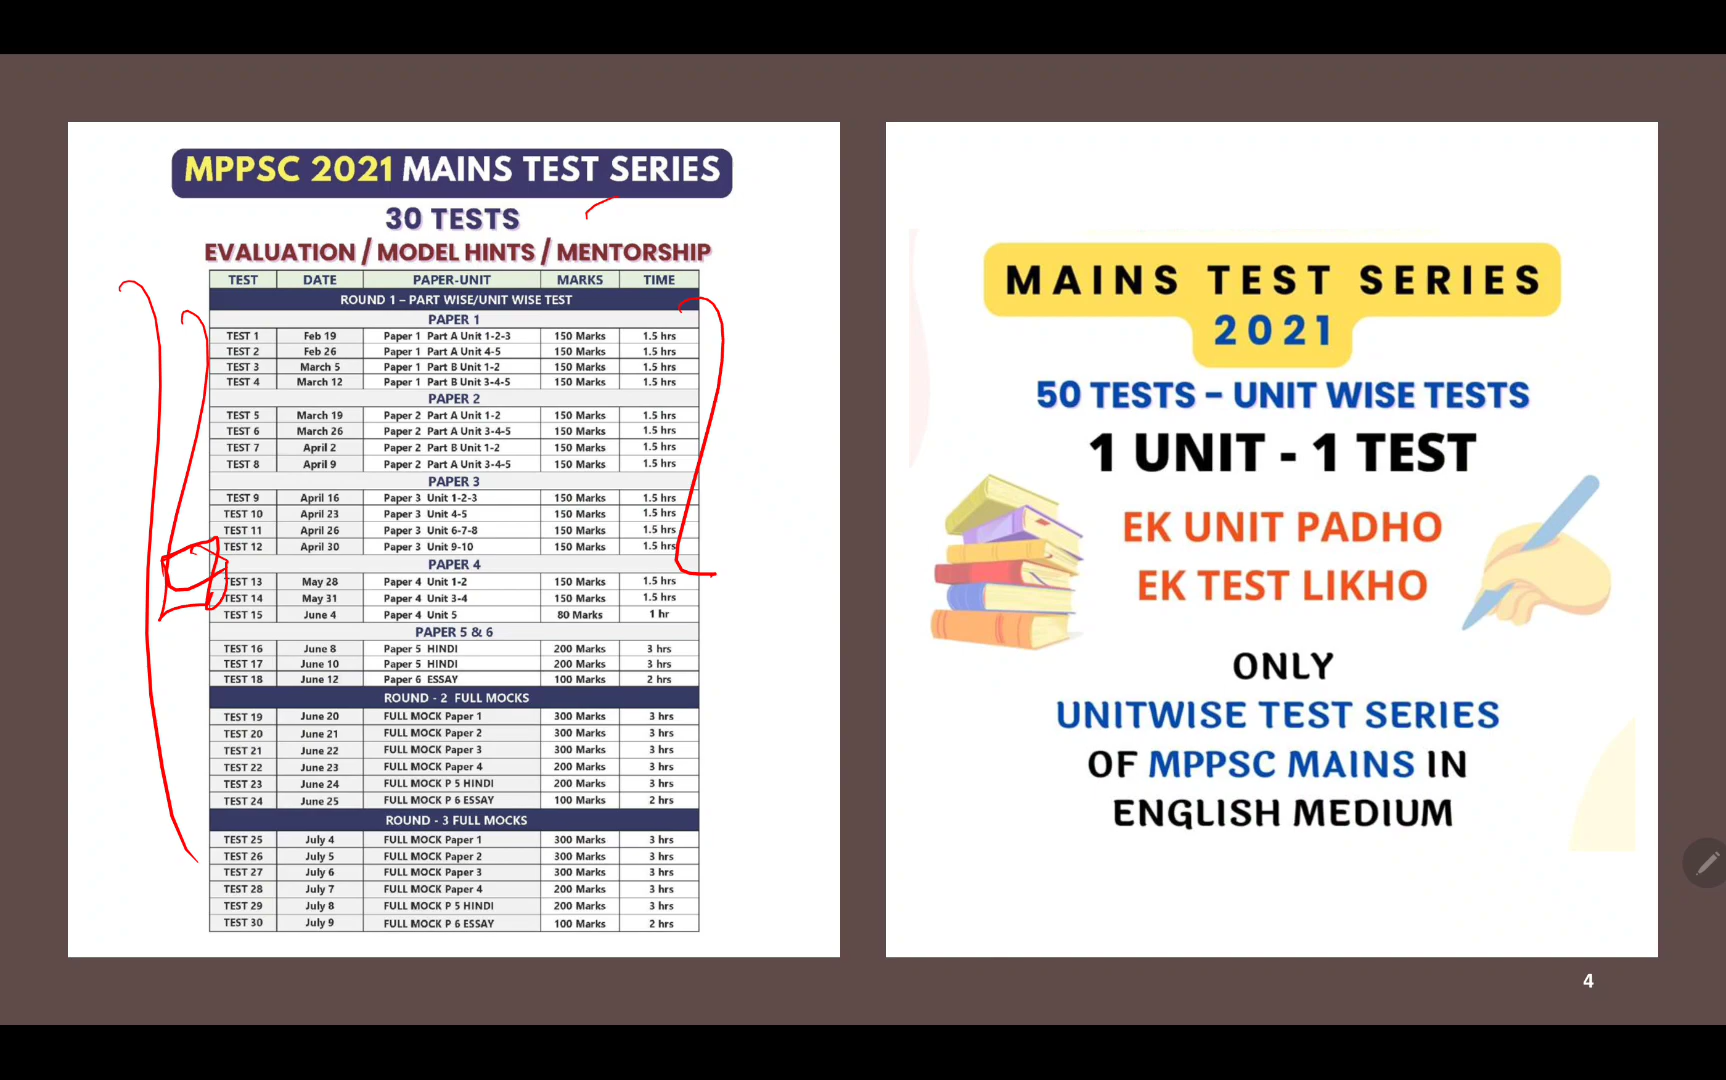 MPPSC 2021 MAINS TEST SERIES
30 TESTS
EVALUATION / MODEL HINTS / MENTORSHIP
TEST DATE PAPER-UNIT MARKS TIME
ROUND 1 – PART WISE/UNIT WISE TEST
PAPER 1
TEST 1 Feb 19 Paper 1 Part A Unit 1-2-3 150 Marks 1.5 hrs
TEST 2 Feb 26 Paper 1 Part A Unit 4-5 150 Marks 1.5 hrs
TEST 3 March 5 Paper 1 Part B Unit 1-2 150 Marks 1.5 hrs
TEST 4 March 12 Paper 1 Part B Unit 3-4-5 150 Marks 1.5 hrs
PAPER 2
TEST 5 March 19 Paper 2 Part A Unit 1-2 150 Marks 1.5 hrs
TEST 6 March 26 Paper 2 Part A Unit 3-4-5 150 Marks 1.5 hrs
TEST 7 April 2 Paper 2 Part B Unit 1-2 150 Marks 1.5 hrs
TEST 8 April 9 Paper 2 Part A Unit 3-4-5 150 Marks 1.5 hrs
PAPER 3
TEST 9 April 16 Paper 3 Unit 1-2-3 150 Marks 1.5 hrs
TEST 10 April 23 Paper 3 Unit 4-5 150 Marks 1.5 hrs
TEST 11 April 26 Paper 3 Unit 6-7-8 150 Marks 1.5 hrs
TEST 12 April 30 Paper 3 Unit 9-10 150 Marks 1.5 hrs
PAPER 4
TEST 13 May 28 Paper 4 Unit 1-2 150 Marks 1.5 hrs
TEST 14 May 31 Paper 4 Unit 3-4 150 Marks 1.5 hrs
TEST 15 June 4 Paper 4 Unit 5 80 Marks 1 hr
PAPER 5 & 6
TEST 16 June 8 Paper 5 HINDI 200 Marks 3 hrs
TEST 17 June 10 Paper 5 HINDI 200 Marks 3 hrs
TEST 18 June 12 Paper 6 ESSAY 100 Marks 2 hrs
ROUND - 2 FULL MOCKS
TEST 19 June 20 FULL MOCK Paper 1 300 Marks 3 hrs
TEST 20 June 21 FULL MOCK Paper 2 300 Marks 3 hrs
TEST 21 June 22 FULL MOCK Paper 3 300 Marks 3 hrs
TEST 22 June 23 FULL MOCK Paper 4 200 Marks 3 hrs
TEST 23 June 24 FULL MOCK P 5 HINDI 200 Marks 3 hrs
TEST 24 June 25 FULL MOCK P 6 ESSAY 100 Marks 2 hrs
ROUND - 3 FULL MOCKS
TEST 25 July 4 FULL MOCK Paper 1 300 Marks 3 hrs
TEST 26 July 5 FULL MOCK Paper 2 300 Marks 3 hrs
TEST 27 July 6 FULL MOCK Paper 3 300 Marks 3 hrs
TEST 28 July 7 FULL MOCK Paper 4 200 Marks 3 hrs
TEST 29 July 8 FULL MOCK P 5 HINDI 200 Marks 3 hrs
TEST 30 July 9 FULL MOCK P 6 ESSAY 100 Marks 2 hrs
MAINS TEST SERIES
2021
50 TESTS – UNIT WISE TESTS
1 UNIT - 1 TEST
EK UNIT PADHO
EK TEST LIKHO
ONLY
UNITWISE TEST SERIES
OF MPPSC MAINS IN
ENGLISH MEDIUM
4